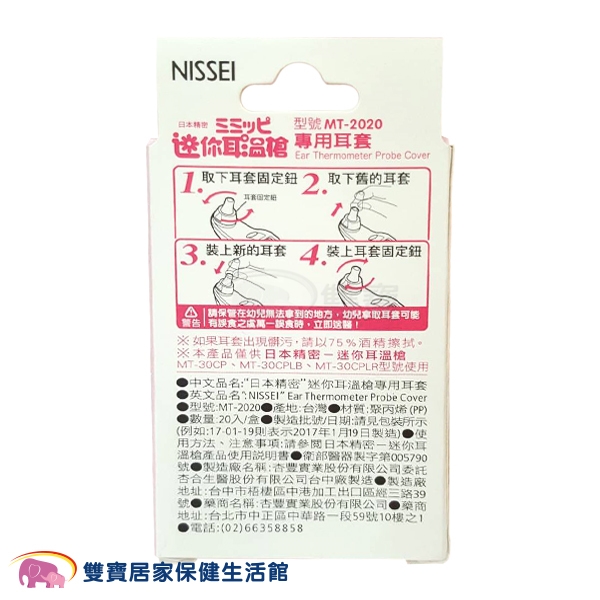 NISSEI
日本精密 ミミッピ 型號 MT-2020
迷你耳溫槍 專用耳套
Ear Thermometer Probe Cover
1. 取下耳套固定鈕
耳套固定鈕
2. 取下舊的耳套
3. 裝上新的耳套
4. 裝上耳套固定鈕
警告 請保管在幼兒無法拿到的地方，幼兒拿取耳套可能
有誤食之虞萬一誤食時，立即送醫！
※如果耳套出現髒污，請以75%酒精擦拭。
※本產品僅供日本精密－迷你耳溫槍
MT-30CP、MT-30CPLB、MT-30CPLR型號使用
●中文品名:"日本精密"迷你耳溫槍專用耳套
●英文品名:"NISSEI" Ear Thermometer Probe Cover
●型號:MT-2020●產地:台灣●材質:聚丙烯(PP)
●數量:20入/盒●製造批號/日期:請見包裝所示
(例如:17-01-19則表示2017年1月19日製造)●使
用方法、注意事項:請參閱日本精密－迷你耳
溫槍產品使用說明書●衛部醫器製字第005790
號●製造廠名稱:杏豐實業股份有限公司委託
杏合生醫股份有限公司台中廠製造●製造廠
地址:台中市梧棲區中港加工出口區經三路39
號●藥商名稱:杏豐實業股份有限公司●藥商
地址:台北市中正區中華路一段59號10樓之1
●電話:(02)66358858
雙寶
雙寶居家保健生活館